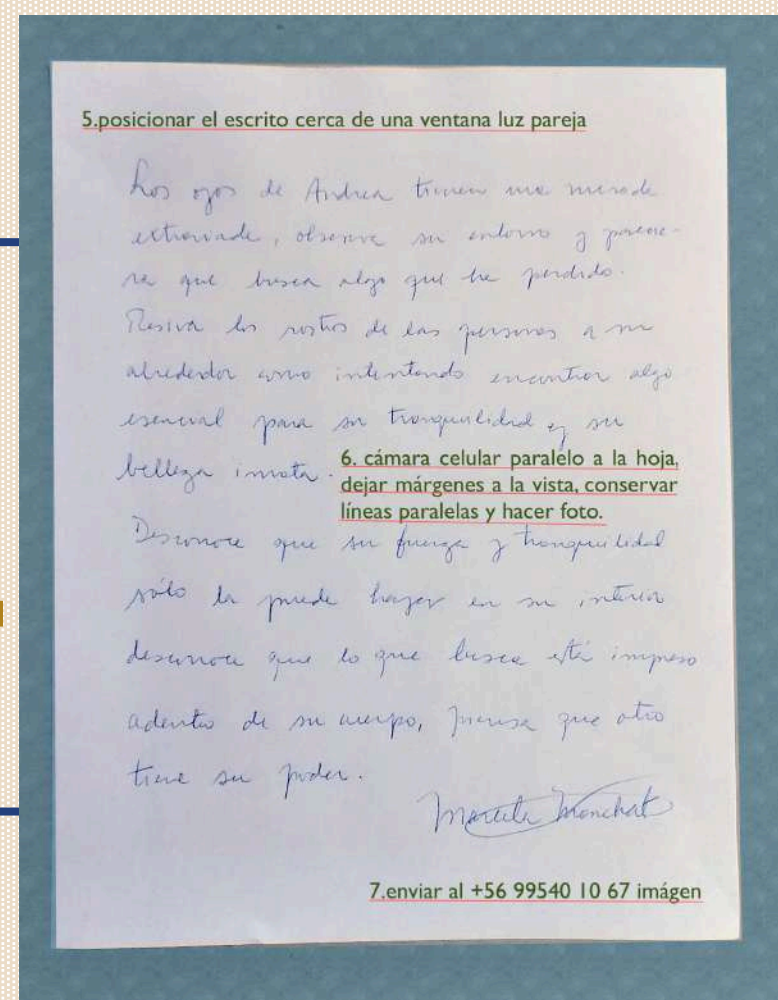 5.posicionar el escrito cerca de una ventana luz pareja
Los ojos de Andrea tienen una mirada
extraviada, observa su entorno y parecie-
ra que busca algo que ha perdido.
Revisa los rostros de las personas a su
alrededor como intentando encontrar algo
esencial para su tranquilidad y su
belleza innata.
6. cámara celular paralelo a la hoja,
dejar márgenes a la vista, conservar
líneas paralelas y hacer foto.
Desconoce que su fuerza y tranquilidad
sólo la puede hayar en su interior
desconoce que lo que busca está impreso
adentro de su cuerpo, piensa que otro
tiene su poder.
7.enviar al +56 99540 10 67 imágen